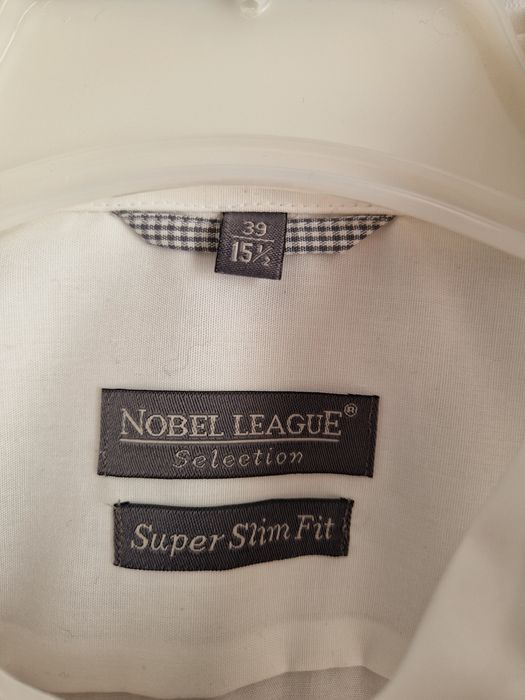 39
15½
NOBEL LEAGUE®
Selection
Super Slim Fit